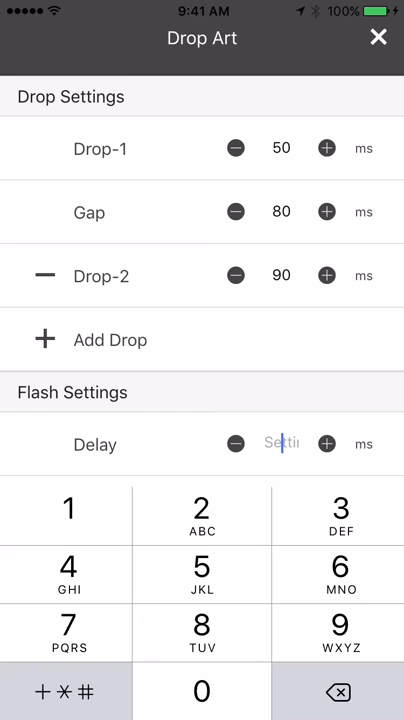 9:41 AM 100%
Drop Art
Drop Settings
Drop-1 50 ms
Gap 80 ms
Drop-2 90 ms
Add Drop
Flash Settings
Delay Settin ms
1 2 3
ABC DEF
4 5 6
GHI JKL MNO
7 8 9
PQRS TUV WXYZ
+*# 0